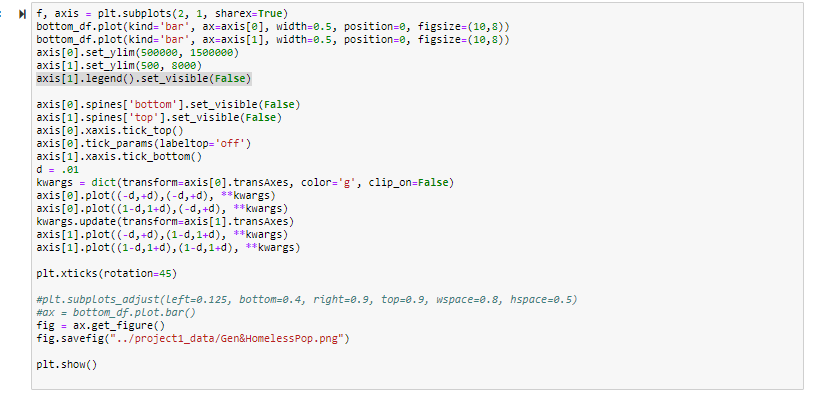 f, axis = plt.subplots(2, 1, sharex=True)
bottom_df.plot(kind='bar', ax=axis[0], width=0.5, position=0, figsize=(10,8))
bottom_df.plot(kind='bar', ax=axis[1], width=0.5, position=0, figsize=(10,8))
axis[0].set_ylim(500000, 1500000)
axis[1].set_ylim(500, 8000)
axis[1].legend().set_visible(False)

axis[0].spines['bottom'].set_visible(False)
axis[1].spines['top'].set_visible(False)
axis[0].xaxis.tick_top()
axis[0].tick_params(labeltop='off')
axis[1].xaxis.tick_bottom()
d = .01
kwargs = dict(transform=axis[0].transAxes, color='g', clip_on=False)
axis[0].plot((-d,+d),(-d,+d), **kwargs)
axis[0].plot((1-d,1+d),(-d,+d), **kwargs)
kwargs.update(transform=axis[1].transAxes)
axis[1].plot((-d,+d),(1-d,1+d), **kwargs)
axis[1].plot((1-d,1+d),(1-d,1+d), **kwargs)

plt.xticks(rotation=45)

#plt.subplots_adjust(left=0.125, bottom=0.4, right=0.9, top=0.9, wspace=0.8, hspace=0.5)
#ax = bottom_df.plot.bar()
fig = ax.get_figure()
fig.savefig("../project1_data/Gen&HomelessPop.png")

plt.show()